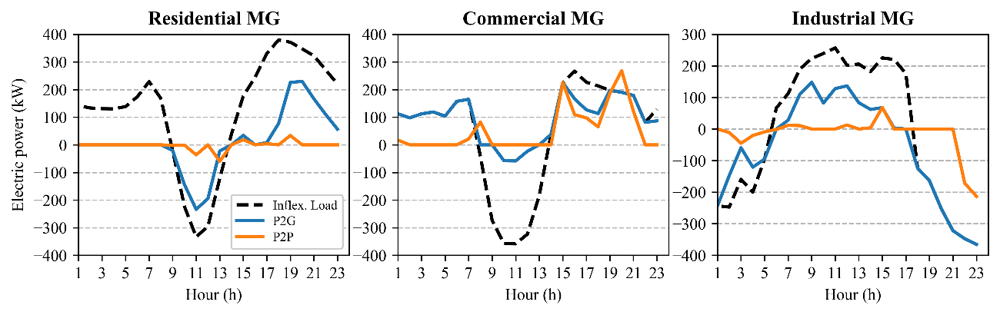 Residential MG
Commercial MG
Industrial MG
Electric power (kW)
400
300
200
100
0
−100
−200
−300
−400
1 3 5 7 9 11 13 15 17 19 21 23
Hour (h)
Inflex. Load
P2G
P2P
400
300
200
100
0
−100
−200
−300
−400
1 3 5 7 9 11 13 15 17 19 21 23
Hour (h)
300
200
100
0
−100
−200
−300
−400
1 3 5 7 9 11 13 15 17 19 21 23
Hour (h)